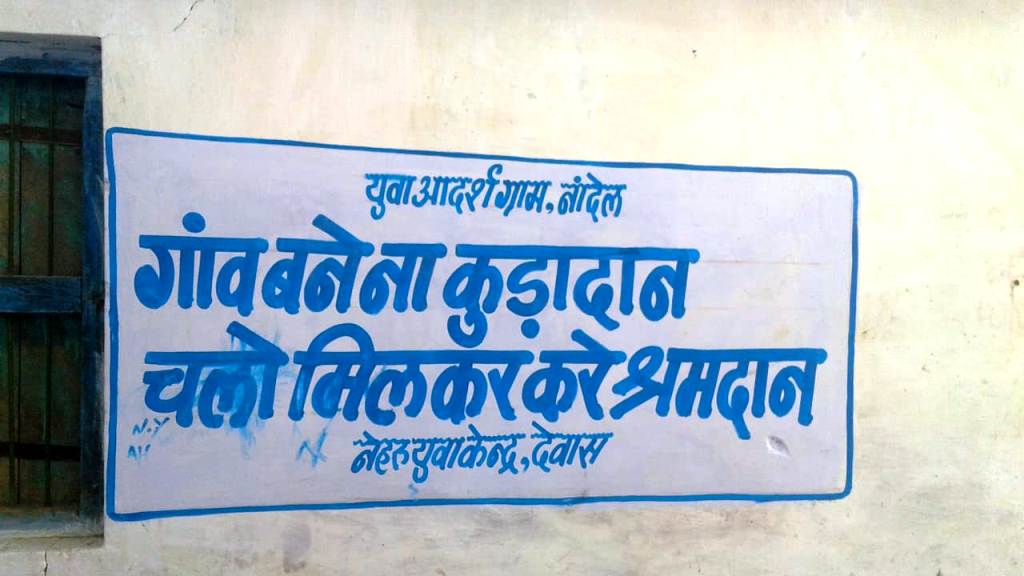 युवा आदर्श ग्राम, नांदेल
गांव बने ना कुड़ादान
चलो मिलकर करे श्रमदान
नेहरु युवा केन्द्र, देवास
N.Y